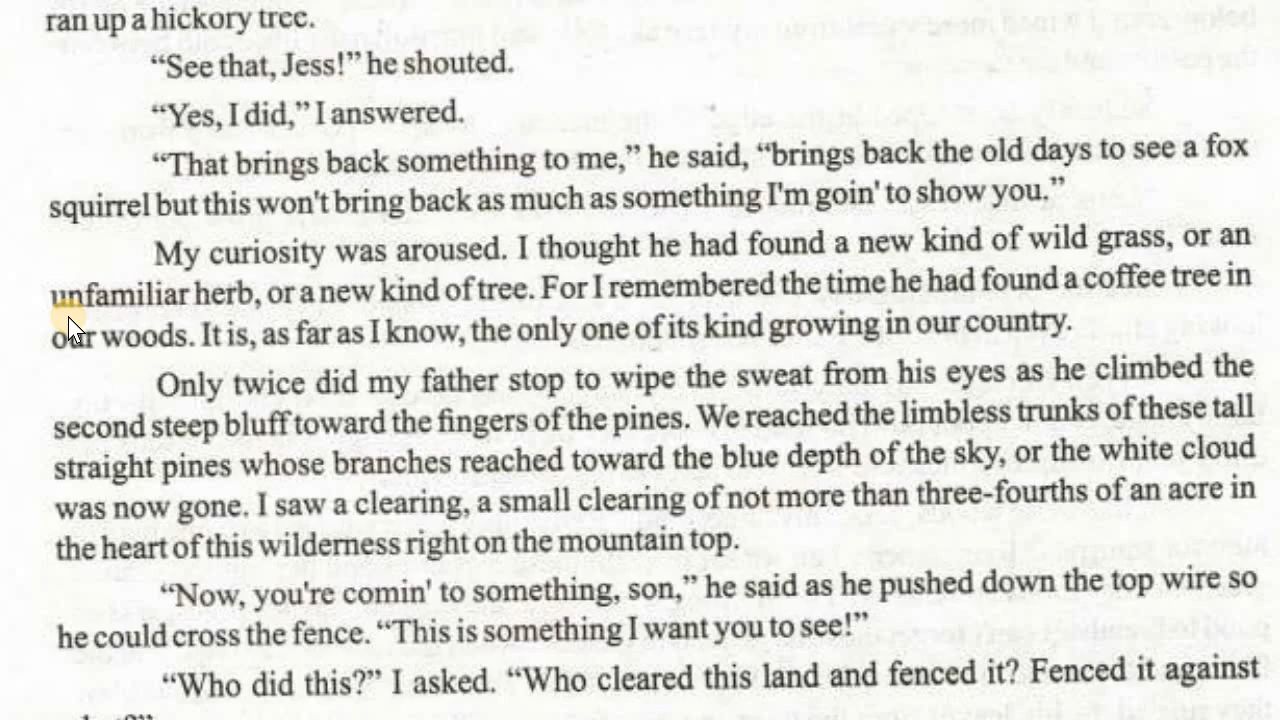 ran up a hickory tree.
“See that, Jess!” he shouted.
“Yes, I did,” I answered.
“That brings back something to me,” he said, “brings back the old days to see a fox
squirrel but this won't bring back as much as something I'm goin' to show you.”
My curiosity was aroused. I thought he had found a new kind of wild grass, or an
unfamiliar herb, or a new kind of tree. For I remembered the time he had found a coffee tree in
our woods. It is, as far as I know, the only one of its kind growing in our country.
Only twice did my father stop to wipe the sweat from his eyes as he climbed the
second steep bluff toward the fingers of the pines. We reached the limbless trunks of these tall
straight pines whose branches reached toward the blue depth of the sky, or the white cloud
was now gone. I saw a clearing, a small clearing of not more than three-fourths of an acre in
the heart of this wilderness right on the mountain top.
“Now, you're comin' to something, son,” he said as he pushed down the top wire so
he could cross the fence. “This is something I want you to see!”
“Who did this?” I asked. “Who cleared this land and fenced it? Fenced it against